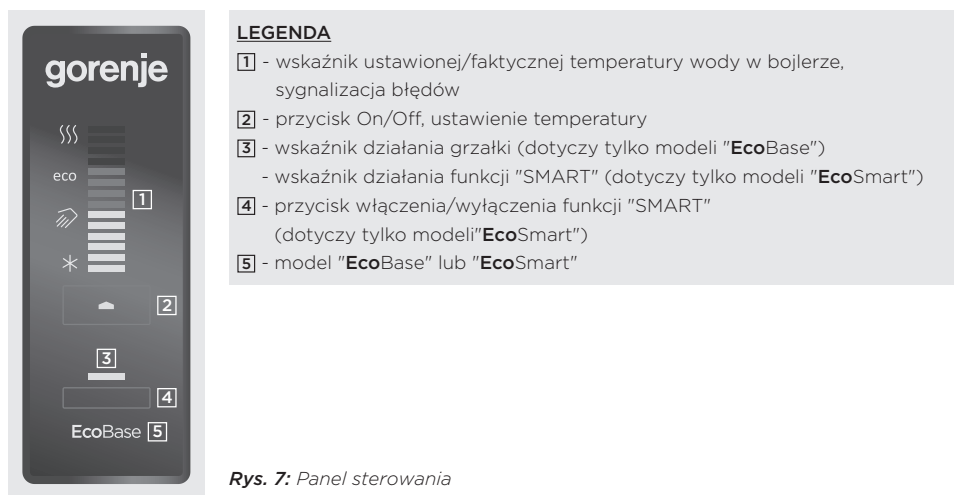 gorenje
eco
1
2
3
4
EcoBase 5
LEGENDA
1 - wskaźnik ustawionej/faktycznej temperatury wody w bojlerze,
sygnalizacja błędów
2 - przycisk On/Off, ustawienie temperatury
3 - wskaźnik działania grzałki (dotyczy tylko modeli "EcoBase")
- wskaźnik działania funkcji "SMART" (dotyczy tylko modeli "EcoSmart")
4 - przycisk włączenia/wyłączenia funkcji "SMART"
(dotyczy tylko modeli"EcoSmart")
5 - model "EcoBase" lub "EcoSmart"
Rys. 7: Panel sterowania